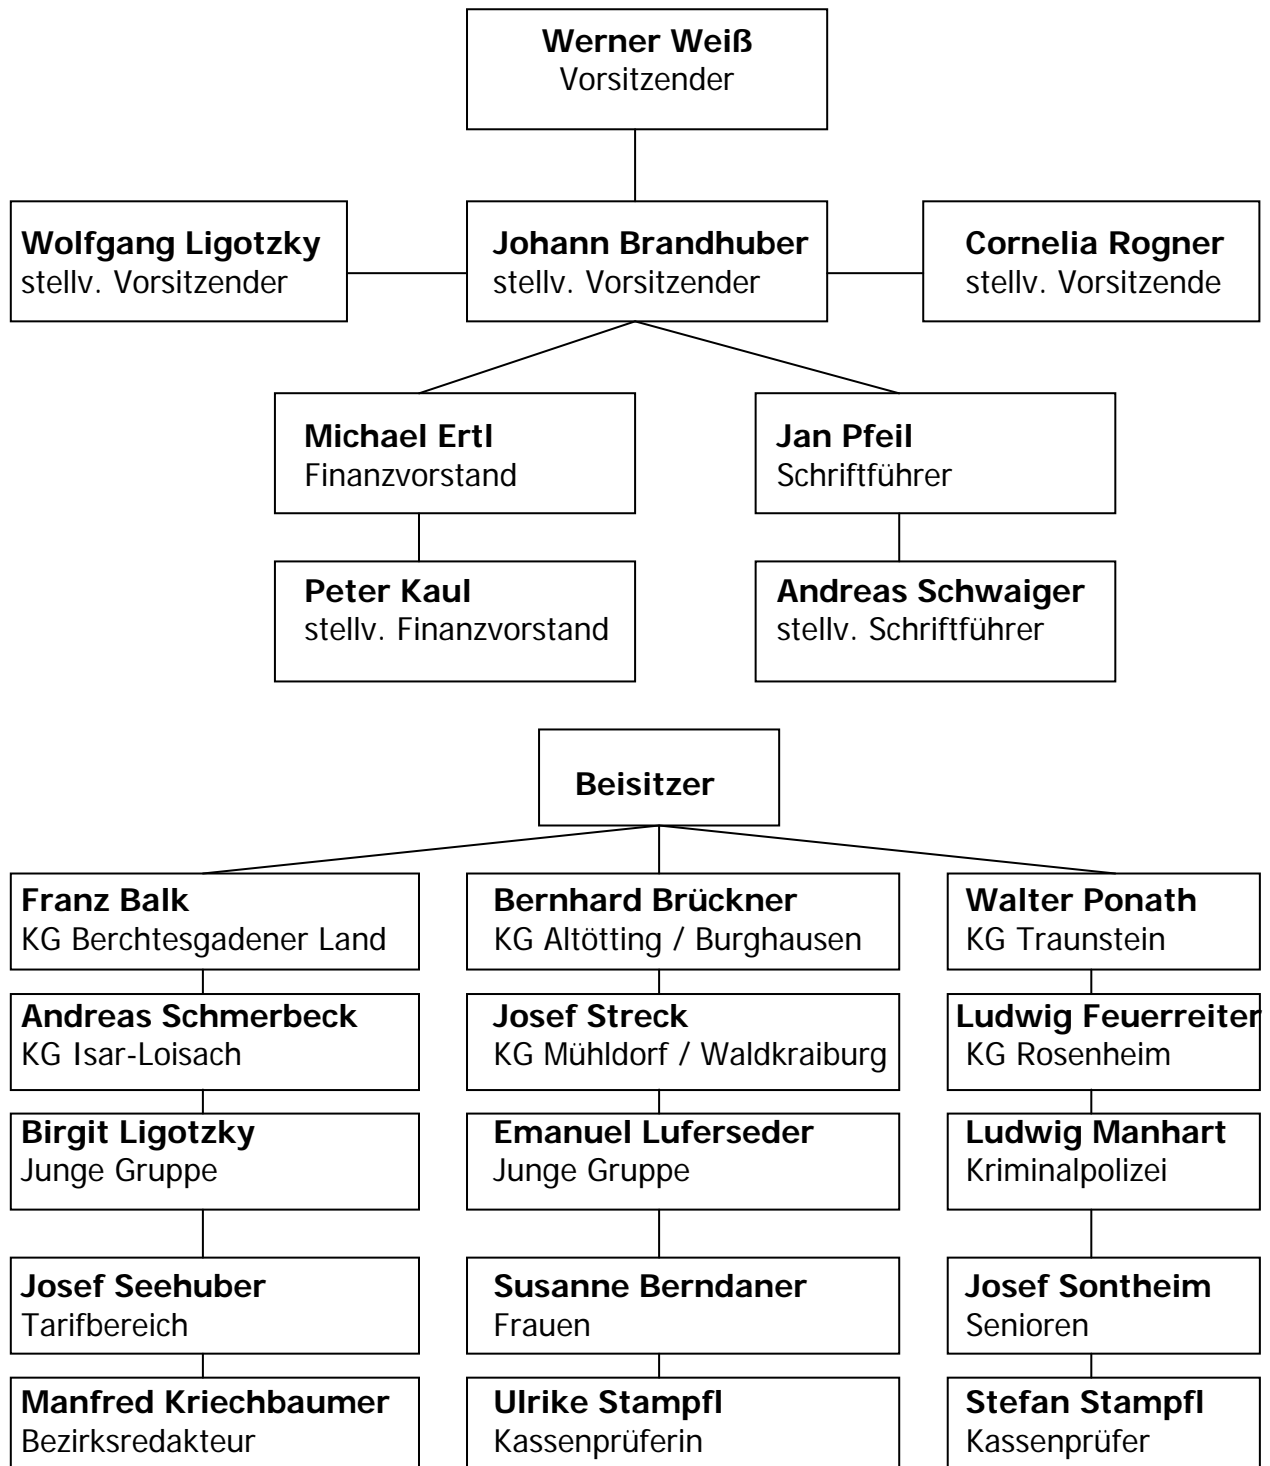 Werner Weiß
Vorsitzender
Wolfgang Ligotzky
stellv. Vorsitzender
Johann Brandhuber
stellv. Vorsitzender
Cornelia Rogner
stellv. Vorsitzende
Michael Ertl
Finanzvorstand
Jan Pfeil
Schriftführer
Peter Kaul
stellv. Finanzvorstand
Andreas Schwaiger
stellv. Schriftführer
Beisitzer
Franz Balk
KG Berchtesgadener Land
Bernhard Brückner
KG Altötting / Burghausen
Walter Ponath
KG Traunstein
Andreas Schmerbeck
KG Isar-Loisach
Josef Streck
KG Mühldorf / Waldkraiburg
Ludwig Feuerreiter
KG Rosenheim
Birgit Ligotzky
Junge Gruppe
Emanuel Luferseder
Junge Gruppe
Ludwig Manhart
Kriminalpolizei
Josef Seehuber
Tarifbereich
Susanne Berndaner
Frauen
Josef Sontheim
Senioren
Manfred Kriechbaumer
Bezirksredakteur
Ulrike Stampfl
Kassenprüferin
Stefan Stampfl
Kassenprüfer